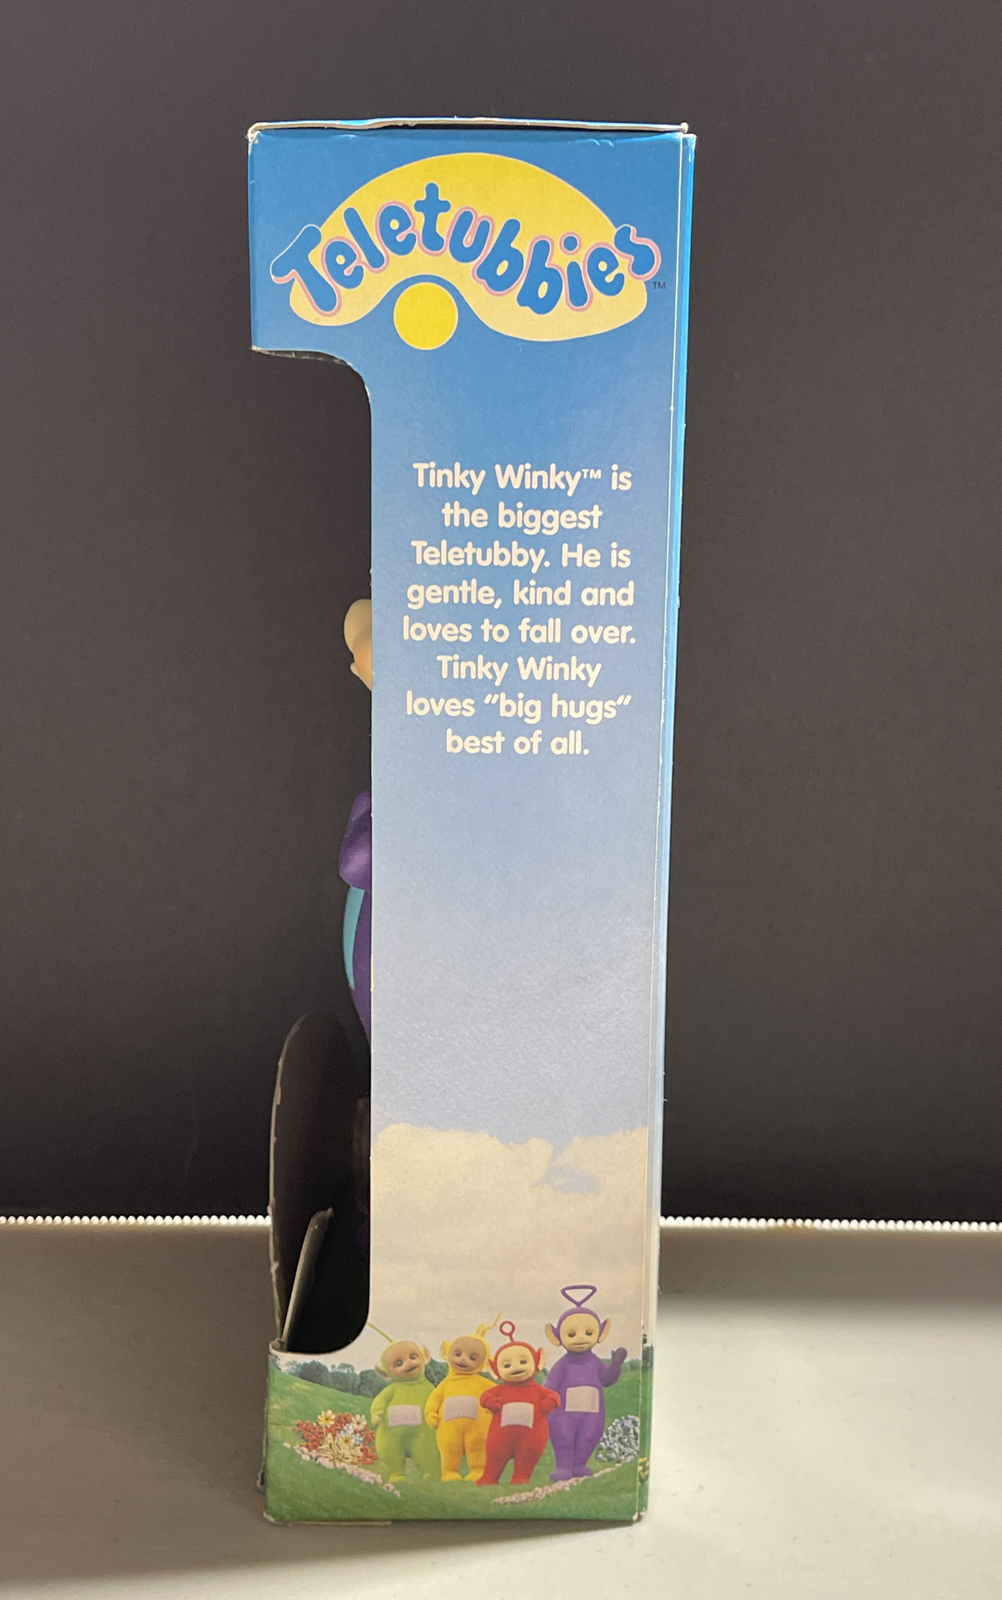 Teletubbies™
Tinky Winky™ is
the biggest
Teletubby. He is
gentle, kind and
loves to fall over.
Tinky Winky
loves "big hugs"
best of all.